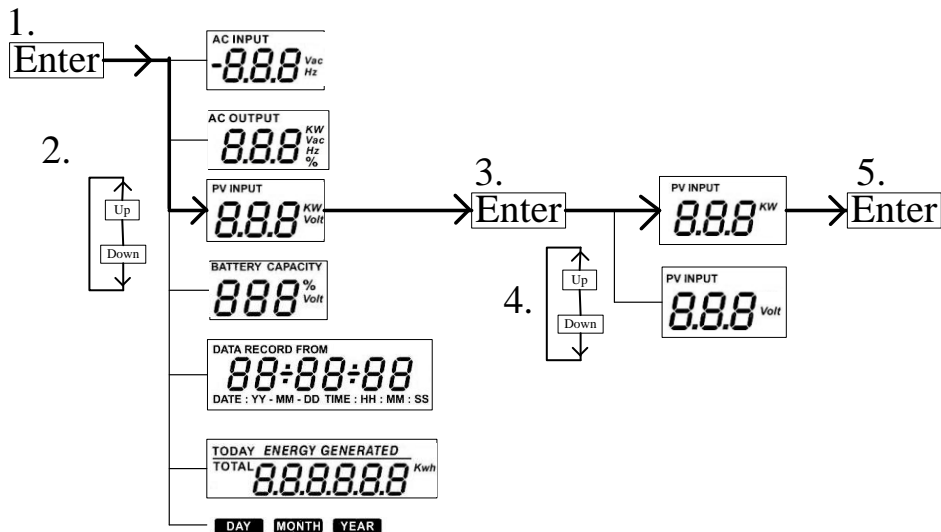 1.
Enter
AC INPUT
-8.8.8 Vac
Hz
AC OUTPUT
8.8.8 KW
Vac
Hz
%
2.
Up
Down
PV INPUT
8.8.8 KW
Volt
BATTERY CAPACITY
888 %
Volt
DATA RECORD FROM
88:88:88
DATE : YY - MM - DD TIME : HH : MM : SS
TODAY ENERGY GENERATED
TOTAL 8.8.8.8.8.8 Kwh
DAY MONTH YEAR
3.
Enter
4.
Up
Down
PV INPUT
8.8.8 KW
PV INPUT
8.8.8 Volt
5.
Enter